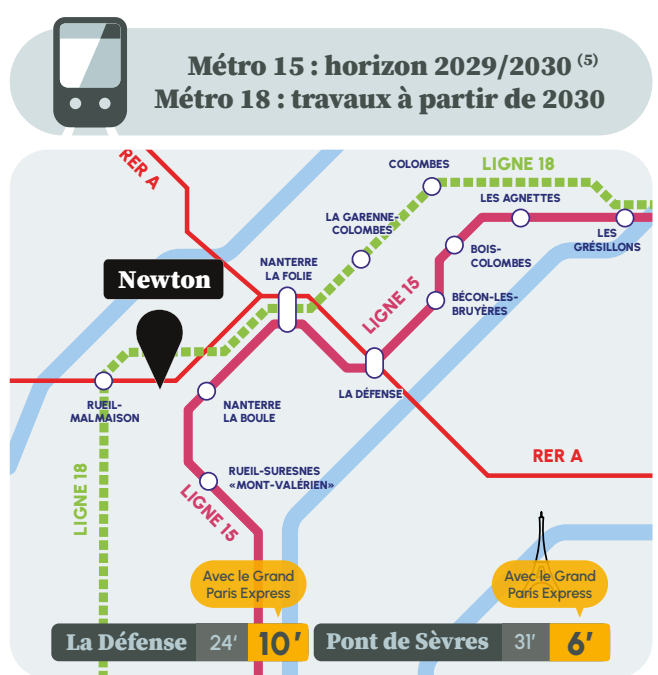 Métro 15 : horizon 2029/2030 (5)
Métro 18 : travaux à partir de 2030
RER A
COLOMBES
LIGNE 18
LES AGNETTES
LA GARENNE-
COLOMBES
LES
GRÉSILLONS
BOIS-
COLOMBES
NANTERRE
LA FOLIE
Newton
LIGNE 15
BÉCON-LES-
BRUYÈRES
LA DÉFENSE
RUEIL-
MALMAISON
NANTERRE
LA BOULE
RER A
LIGNE 18
RUEIL-SURESNES
«MONT-VALÉRIEN»
LIGNE 15
Avec le Grand
Paris Express
Avec le Grand
Paris Express
La Défense 24' 10'
Pont de Sèvres 31' 6'